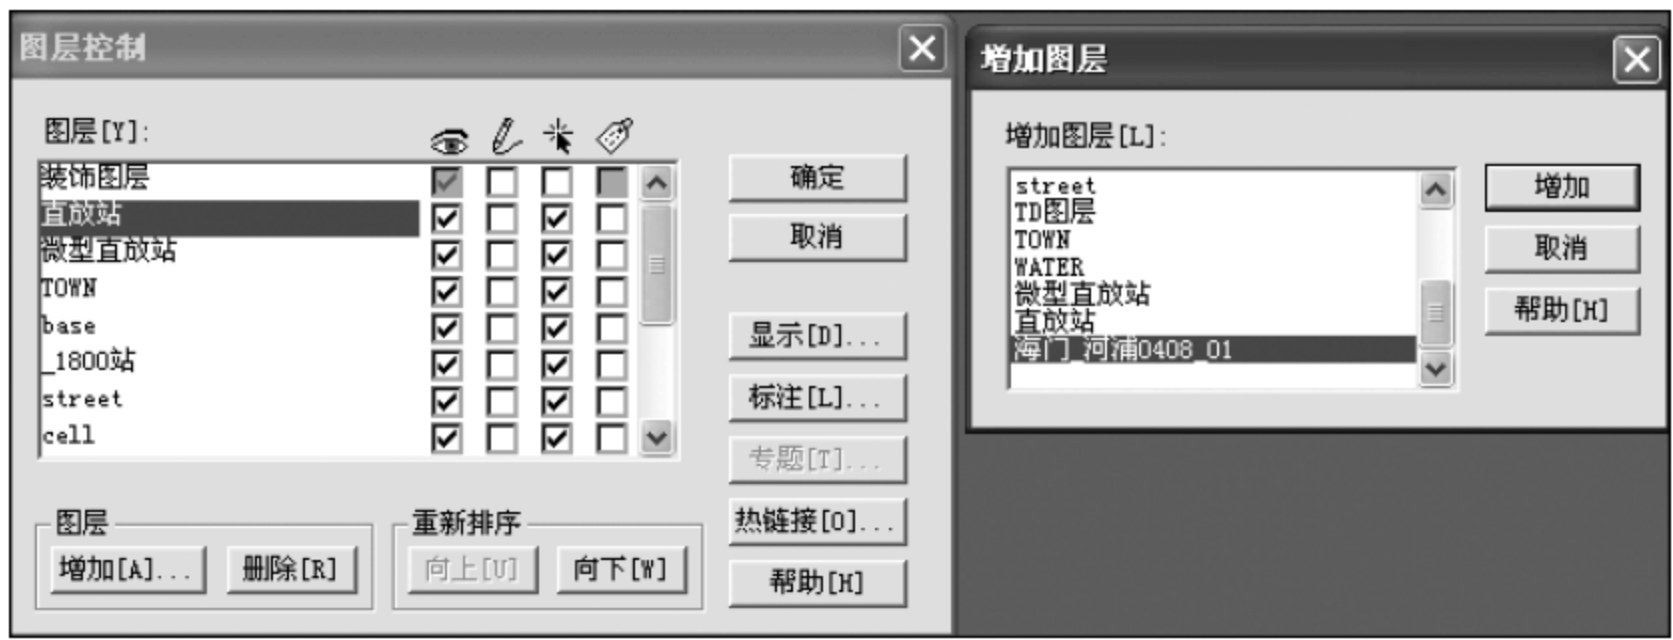 图层控制
图层[Y]:
装饰图层
直放站
微型直放站
TOWN
base
_1800站
street
cell
确定
取消
显示[D]...
标注[L]...
专题[T]...
热链接[O]...
帮助[H]
图层
增加[A]...
删除[R]
重新排序
向上[U]
向下[W]
增加图层
增加图层[L]:
street
TD图层
TOWN
WATER
微型直放站
直放站
海门_河浦0408_01
增加
取消
帮助[H]